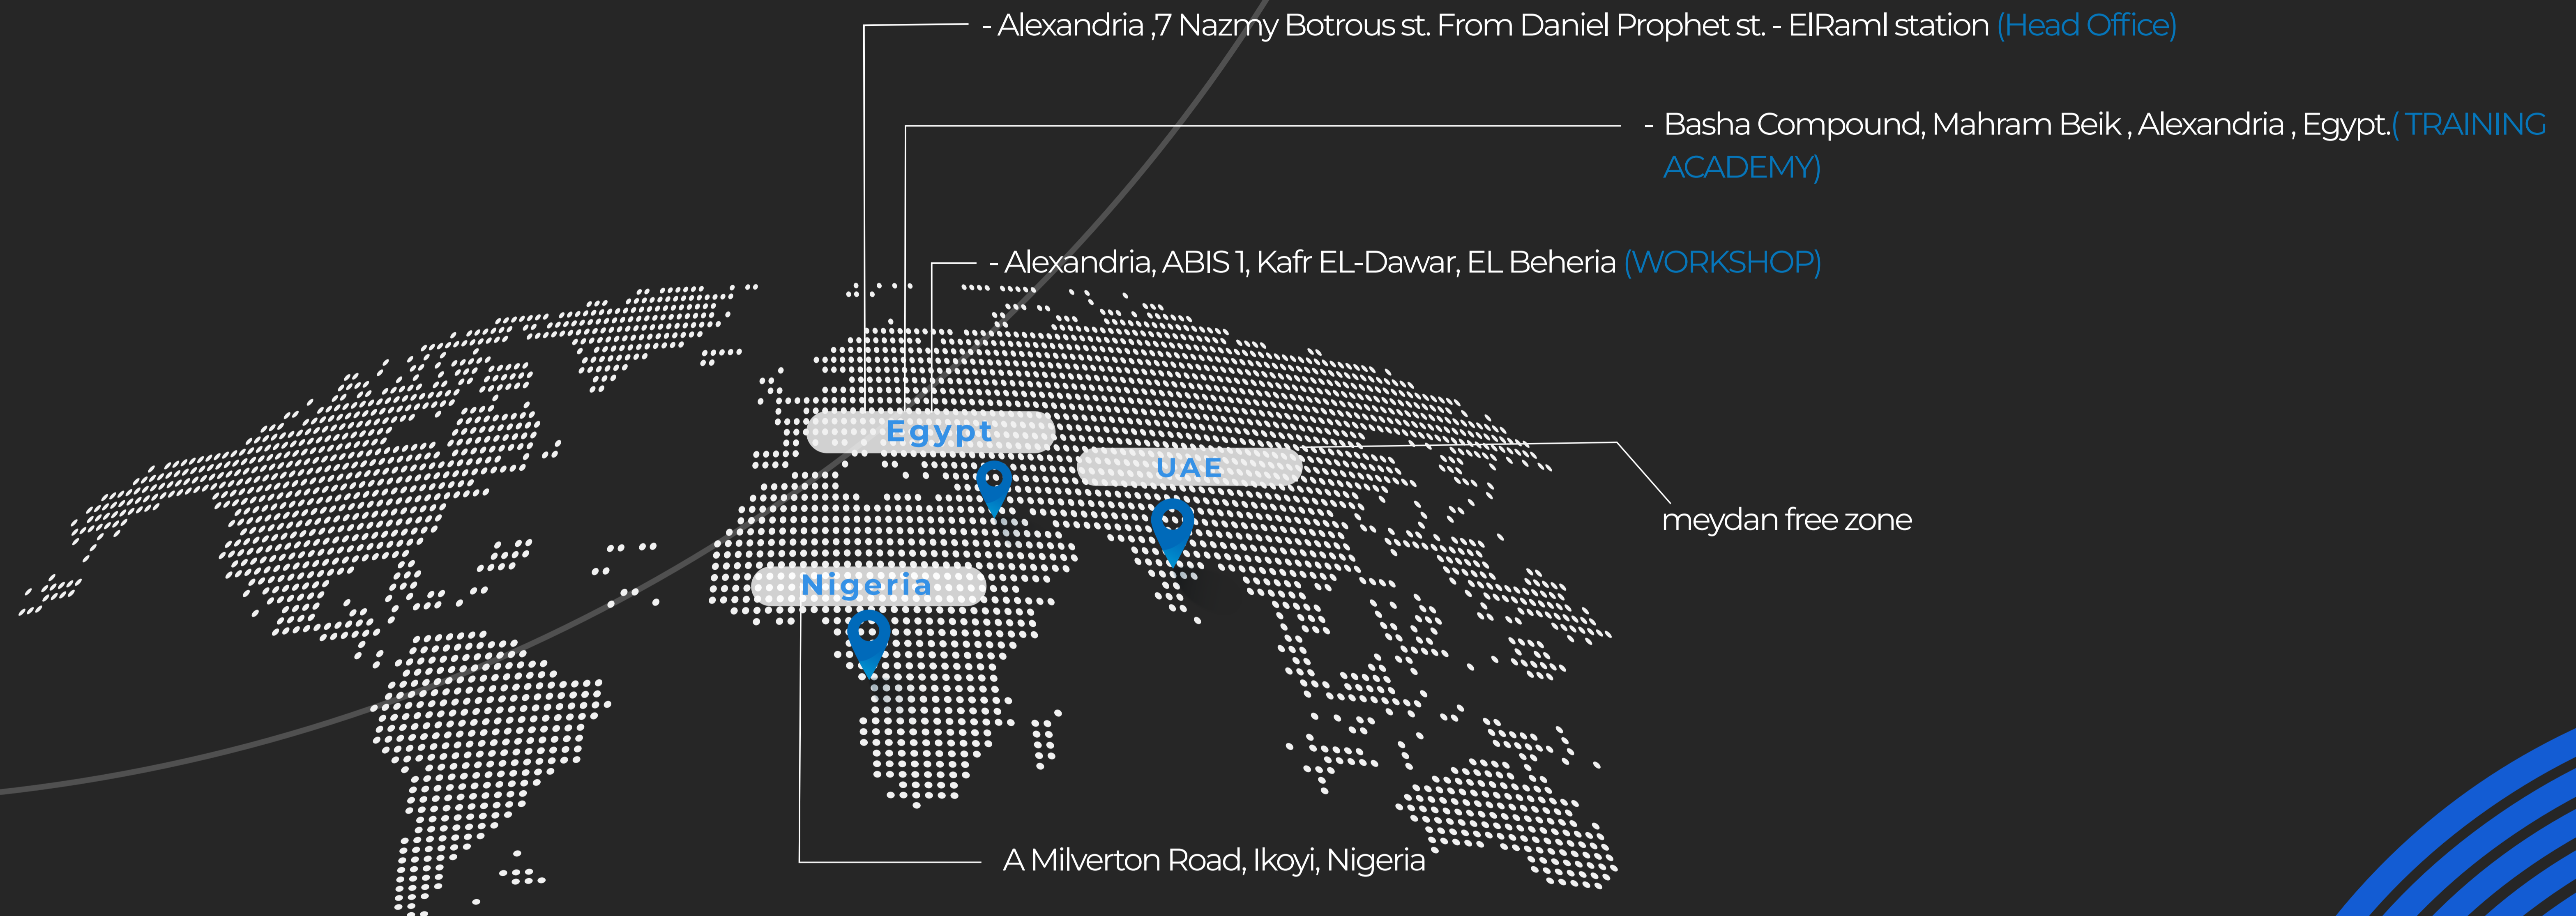 - Alexandria ,7 Nazmy Botrous st. From Daniel Prophet st. - ElRaml station (Head Office)
- Basha Compound, Mahram Beik , Alexandria , Egypt.( TRAINING
ACADEMY)
- Alexandria, ABIS 1, Kafr EL-Dawar, EL Beheria (WORKSHOP)
Egypt
UAE
meydan free zone
Nigeria
A Milverton Road, Ikoyi, Nigeria